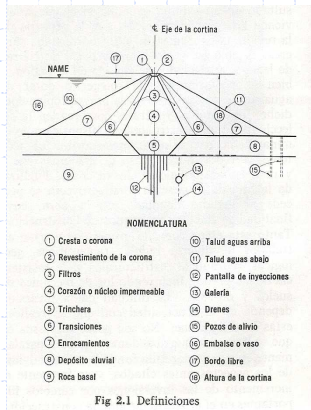 ℄ Eje de la cortina
17
1
2
NAME
3
16
10
11
4
18
7
6
6
7
5
8
15
13
9
12
14
NOMENCLATURA
1 Cresta o corona
2 Revestimiento de la corona
3 Filtros
4 Corazón o núcleo impermeable
5 Trinchera
6 Transiciones
7 Enrocamientos
8 Depósito aluvial
9 Roca basal
10 Talud aguas arriba
11 Talud aguas abajo
12 Pantalla de inyecciones
13 Galería
14 Drenes
15 Pozos de alivio
16 Embalse o vaso
17 Bordo libre
18 Altura de la cortina
Fig 2.1 Definiciones